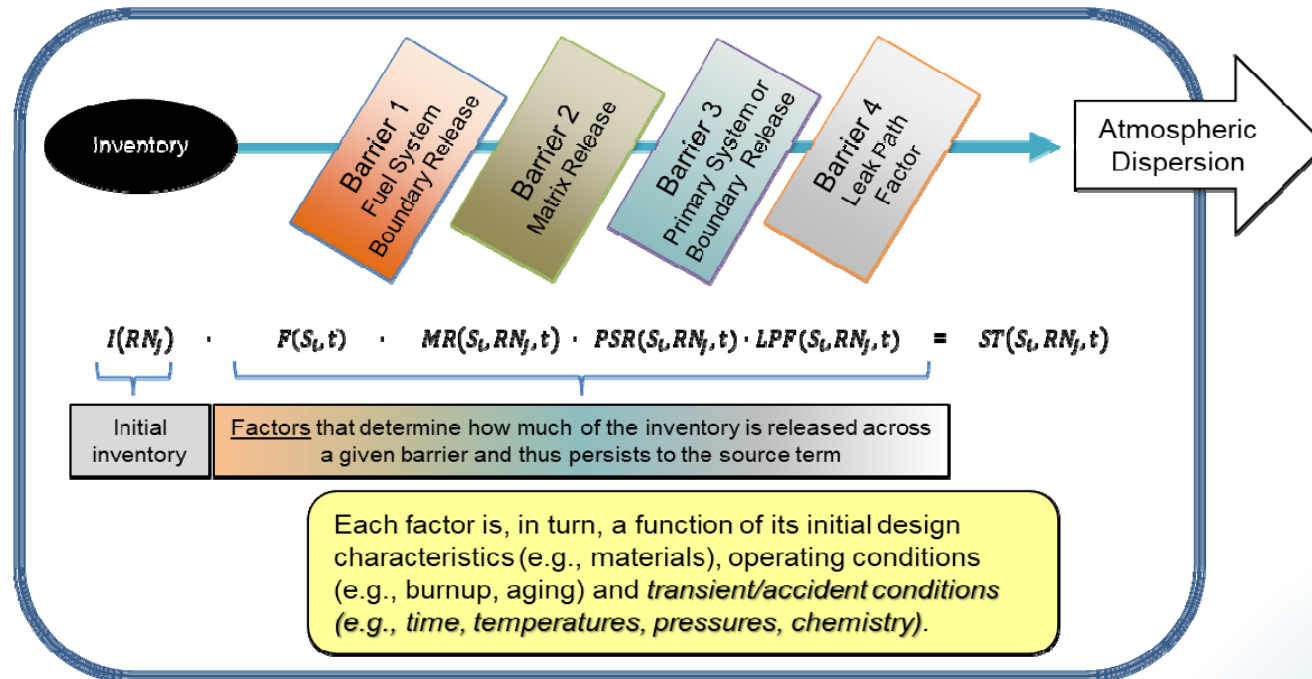 Inventory
Barrier 1
Fuel System
Boundary Release
Barrier 2
Matrix Release
Barrier 3
Primary System or
Boundary Release
Barrier 4
Leak Path
Factor
Atmospheric
Dispersion
I(RNⱼ) · F(Sᵢ,t) · MR(Sᵢ,RNⱼ,t) · PSR(Sᵢ,RNⱼ,t) · LPF(Sᵢ,RNⱼ,t) = ST(Sᵢ,RNⱼ,t)
Initial
inventory
Factors that determine how much of the inventory is released across
a given barrier and thus persists to the source term
Each factor is, in turn, a function of its initial design
characteristics (e.g., materials), operating conditions
(e.g., burnup, aging) and transient/accident conditions
(e.g., time, temperatures, pressures, chemistry).